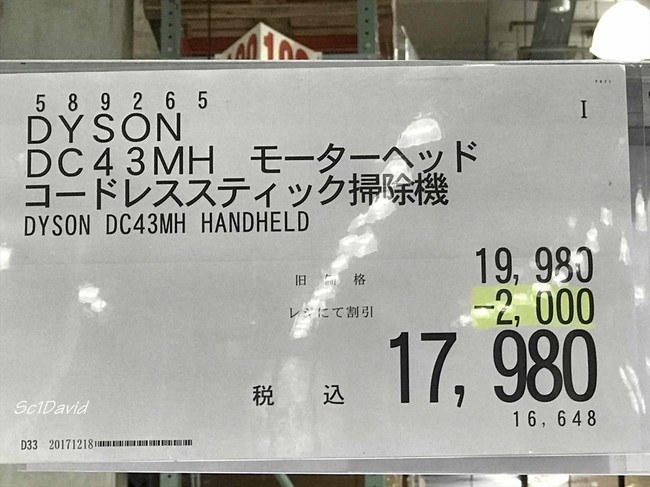 100 100
589265
I
DYSON
DC43MH モーターヘッド
コードレススティック掃除機
DYSON DC43MH HANDHELD
旧価格 19,980
レジにて割引 -2,000
税込 17,980
16,648
Sc1David
D33 20171218